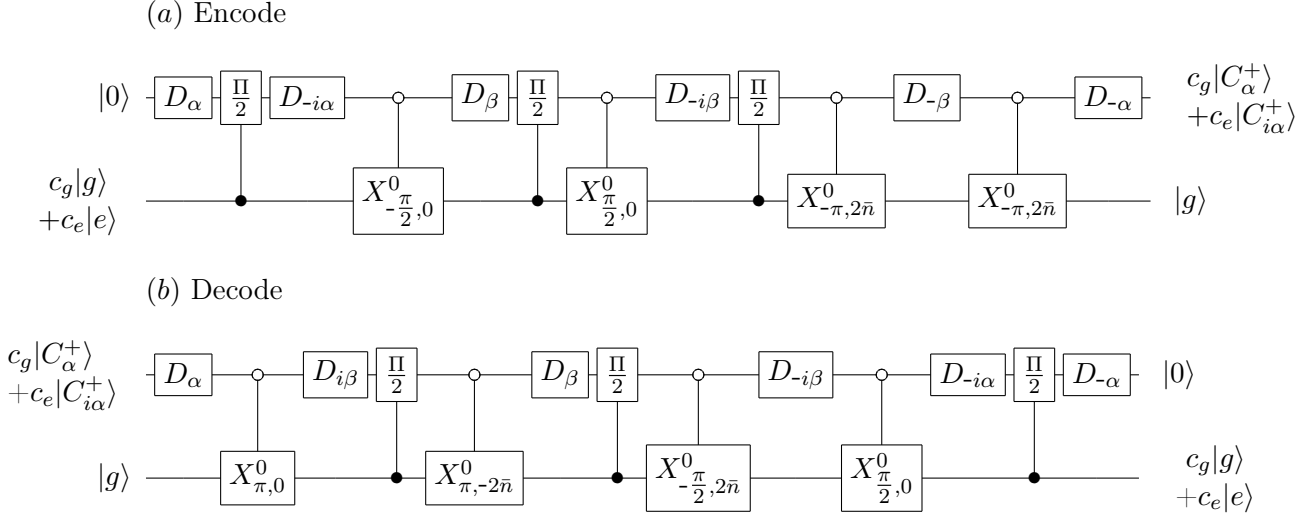 (a) Encode
|0⟩ D_α Π/2 D_-iα D_β Π/2 D_-iβ Π/2 D_-β D_-α c_g|C_α^+⟩
+c_e|C_iα^+⟩
c_g|g⟩
+c_e|e⟩ X^0_-π/2,0 X^0_π/2,0 X^0_-π,2n̄ X^0_-π,2n̄ |g⟩
(b) Decode
c_g|C_α^+⟩
+c_e|C_iα^+⟩ D_α D_iβ Π/2 D_β Π/2 D_-iβ D_-iα Π/2 D_-α |0⟩
|g⟩ X^0_π,0 X^0_π,-2n̄ X^0_-π/2,2n̄ X^0_π/2,0 c_g|g⟩
+c_e|e⟩